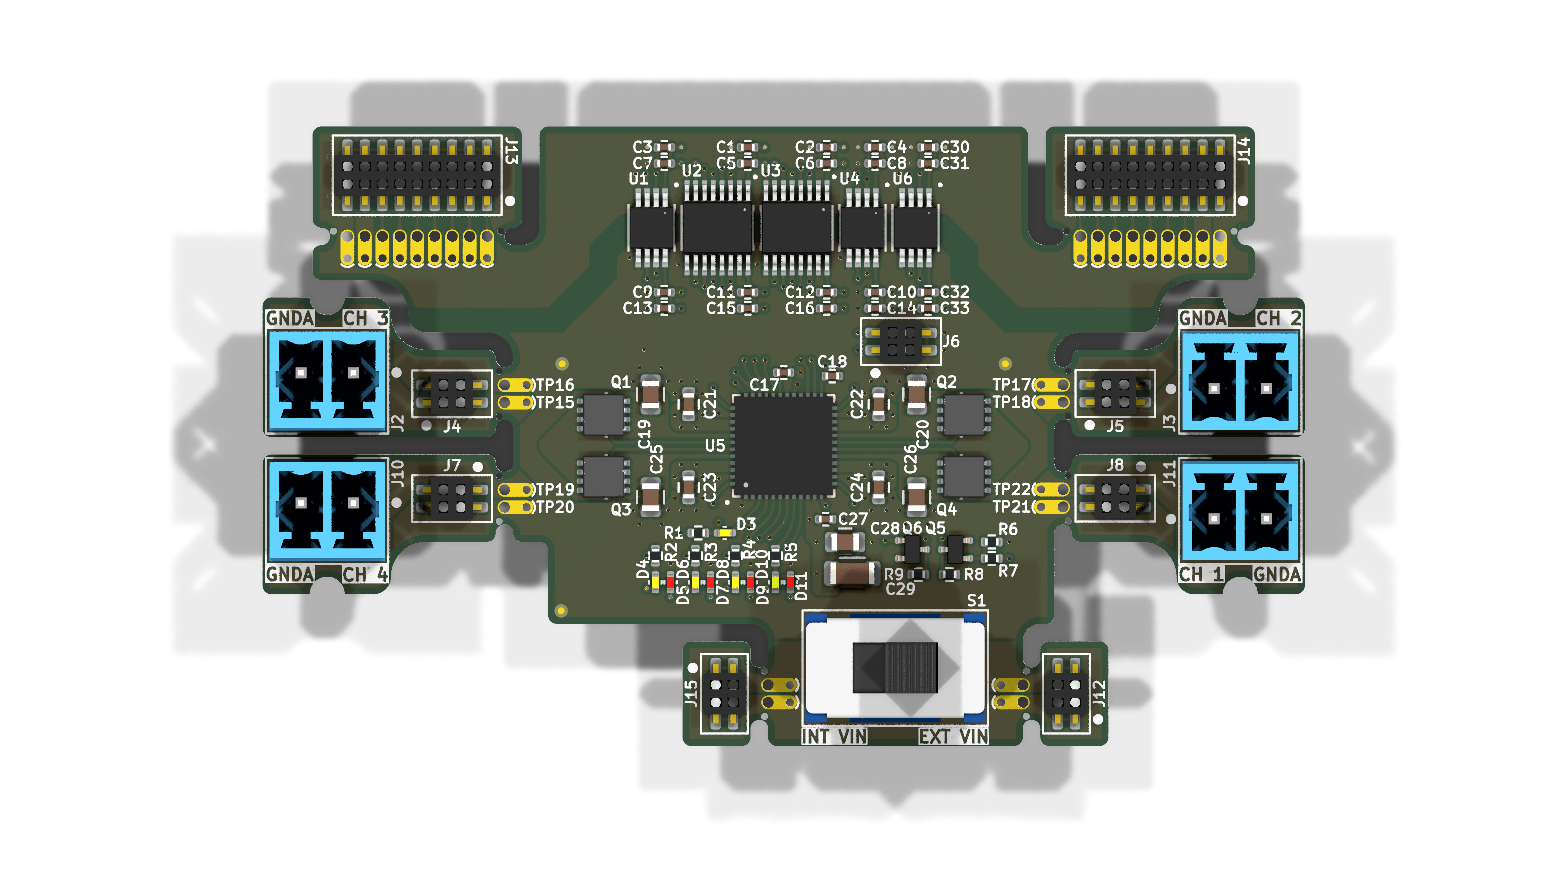 J13
C3 C1 C2 C4 C30
C7 C5 C6 C8 C31
U1 U2 U3 U4 U6
J14
C9 C11 C12 C10 C32
C13 C15 C16 C14 C33
GNDA CH 3
J6
GNDA CH 2
C17 C18
Q1 Q2
TP16
TP15
TP17
TP18
J2 J4
C19 C21 C22 C20
J5 J3
U5
J10 J7
C25 C23 C24 C26
J8 J11
TP19
TP20
TP22
TP21
Q3 Q4
R1 D3 C27 C28 Q6 Q5 R6
D4 R2 D6 R3 D8 R4 D10 R5
R9 R8 R7
C29
D5 D7 D9 D11
GNDA CH 4
CH 1 GNDA
S1
J15 J12
INT VIN EXT VIN